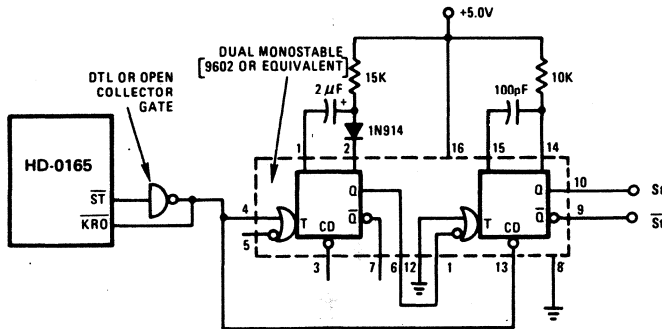 +5.0V
DUAL MONOSTABLE
[9602 OR EQUIVALENT]
DTL OR OPEN
COLLECTOR
GATE
15K
10K
2 μF
+
100pF
1N914
1
2
16
15
14
HD-0165
ST
KRO
4
5
T
Q
Q
CD
3
7
6
12
1
T
Q
Q
CD
13
8
10
9
St
St